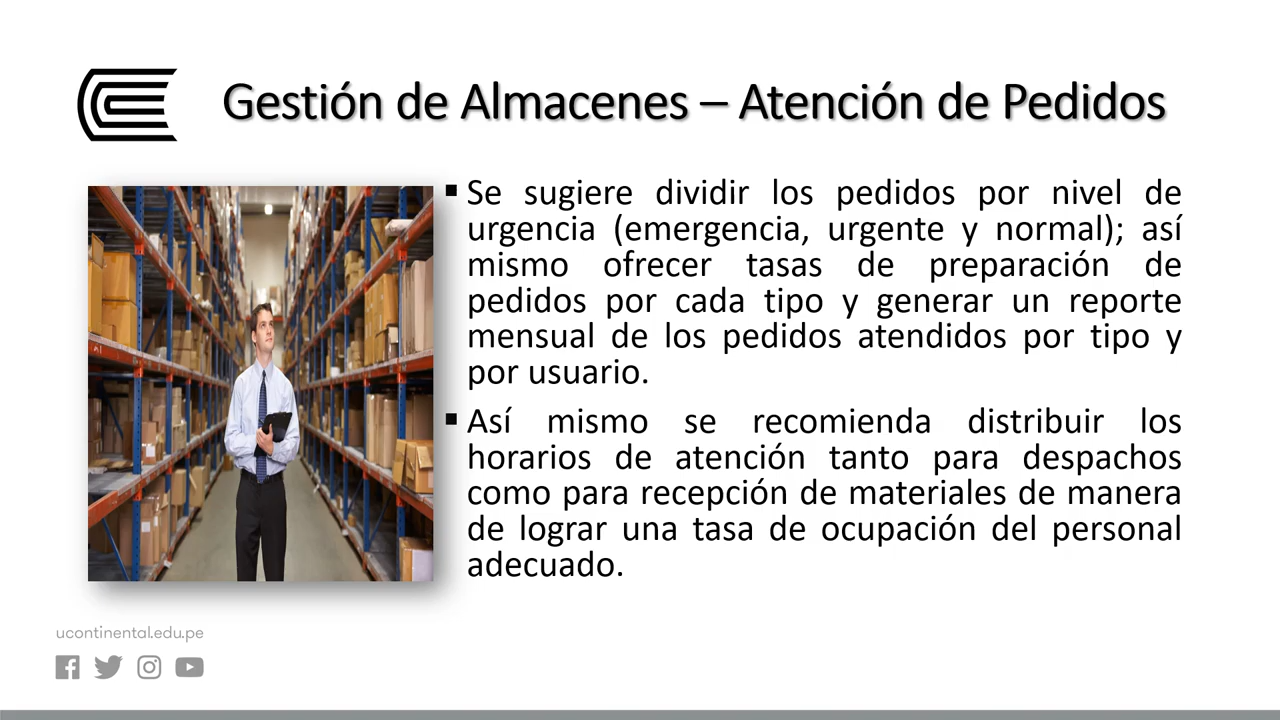 Gestión de Almacenes – Atención de Pedidos
▪ Se sugiere dividir los pedidos por nivel de
urgencia (emergencia, urgente y normal); así
mismo ofrecer tasas de preparación de
pedidos por cada tipo y generar un reporte
mensual de los pedidos atendidos por tipo y
por usuario.
▪ Así mismo se recomienda distribuir los
horarios de atención tanto para despachos
como para recepción de materiales de manera
de lograr una tasa de ocupación del personal
adecuado.
ucontinental.edu.pe